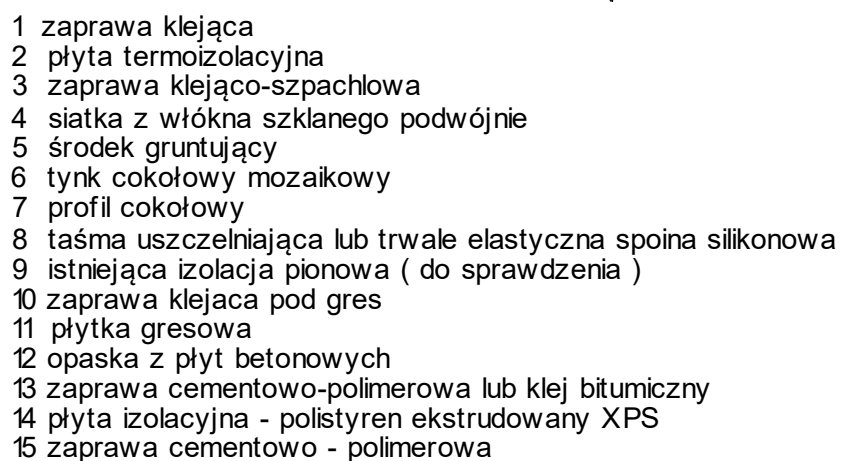 1 zaprawa klejąca
2 płyta termoizolacyjna
3 zaprawa klejąco-szpachlowa
4 siatka z włókna szklanego podwójnie
5 środek gruntujący
6 tynk cokołowy mozaikowy
7 profil cokołowy
8 taśma uszczelniająca lub trwale elastyczna spoina silikonowa
9 istniejąca izolacja pionowa ( do sprawdzenia )
10 zaprawa klejaca pod gres
11 płytka gresowa
12 opaska z płyt betonowych
13 zaprawa cementowo-polimerowa lub klej bitumiczny
14 płyta izolacyjna - polistyren ekstrudowany XPS
15 zaprawa cementowo - polimerowa